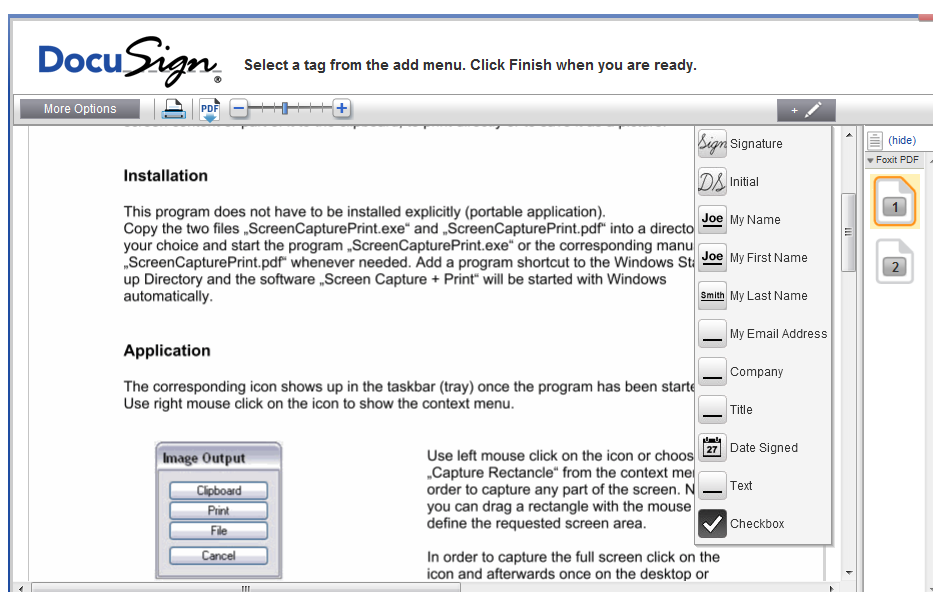 DocuSign®
Select a tag from the add menu. Click Finish when you are ready.
More Options
PDF
+
(hide)
Foxit PDF
1
2
Installation
This program does not have to be installed explicitly (portable application).
Copy the two files „ScreenCapturePrint.exe“ and „ScreenCapturePrint.pdf“ into a directo
your choice and start the program „ScreenCapturePrint.exe“ or the corresponding manu
„ScreenCapturePrint.pdf“ whenever needed. Add a program shortcut to the Windows Sta
up Directory and the software „Screen Capture + Print“ will be started with Windows
automatically.
Application
The corresponding icon shows up in the taskbar (tray) once the program has been starte
Use right mouse click on the icon to show the context menu.
Image Output
Clipboard
Print
File
Cancel
Use left mouse click on the icon or choos
„Capture Rectancle“ from the context me
order to capture any part of the screen. N
you can drag a rectangle with the mouse
define the requested screen area.
In order to capture the full screen click on the
icon and afterwards once on the desktop or
Sign Signature
DS Initial
Joe My Name
Joe My First Name
Smith My Last Name
My Email Address
Company
Title
27 Date Signed
Text
Checkbox